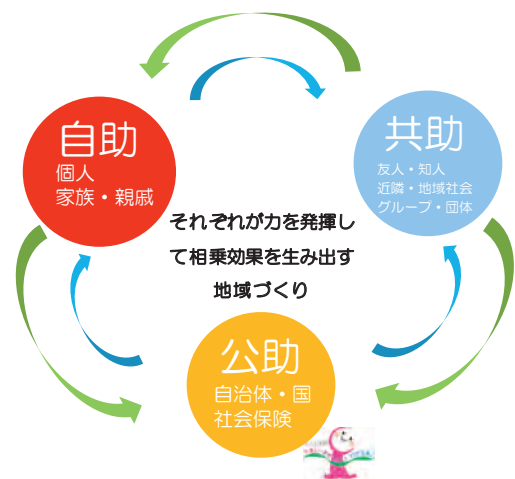 自助
個人
家族・親戚
共助
友人・知人
近隣・地域社会
グループ・団体
それぞれが力を発揮し
て相乗効果を生み出す
地域づくり
公助
自治体・国
社会保険